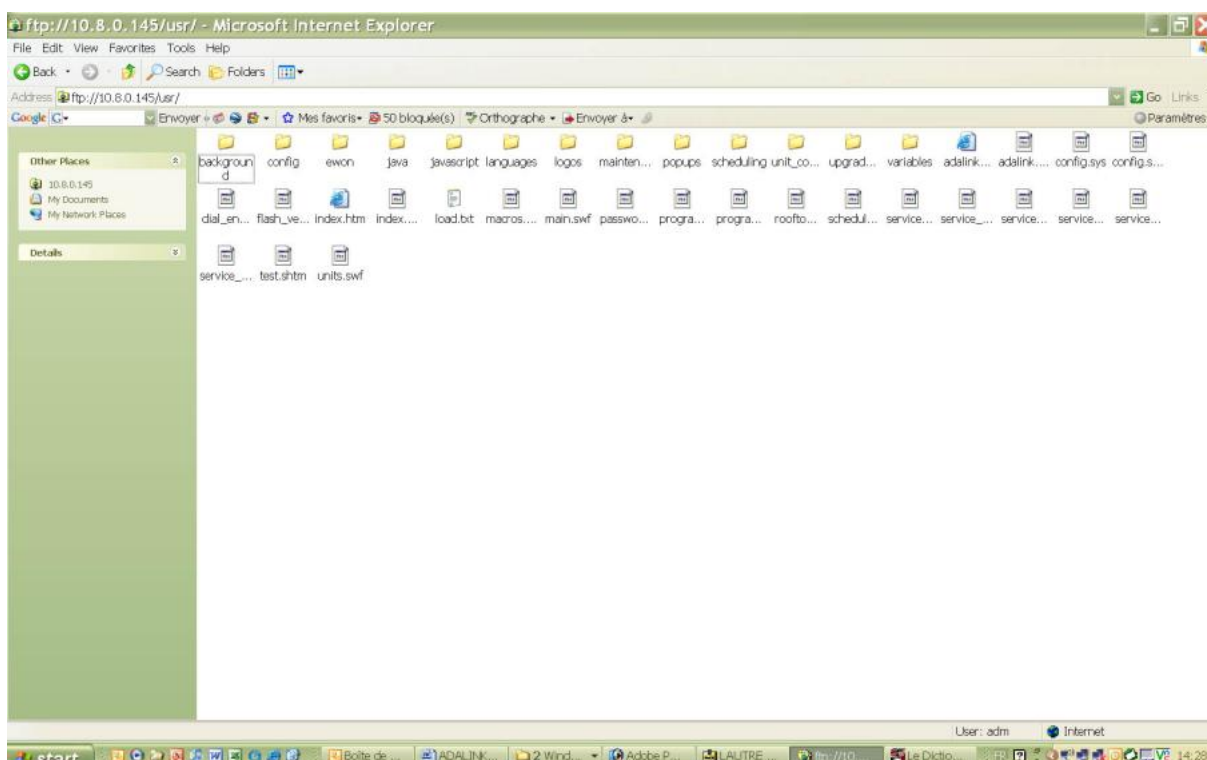 ftp://10.8.0.145/usr/ - Microsoft Internet Explorer
File Edit View Favorites Tools Help
Back Search Folders
Address ftp://10.8.0.145/usr/ Go Links
Google G Envoyer Mes favoris 50 bloquée(s) Orthographe Envoyer à Paramètres
Other Places
10.8.0.145
My Documents
My Network Places
Details
backgroun
d
config ewon java javascript languages logos mainten... popups scheduling unit_co... upgrad... variables adalink... adalink.... config.sys config.s...
dial_en... flash_ve... index.htm index.... load.txt macros.... main.swf passwo... progra... progra... roofto... schedul... service... service_... service... service... service...
service_... test.shtm units.swf
User: adm Internet
start Boîte de ... ADALINK... 2 Wind... Adobe P... LAUTRE ... ftp://10.... Le Dictio... FR 14:28